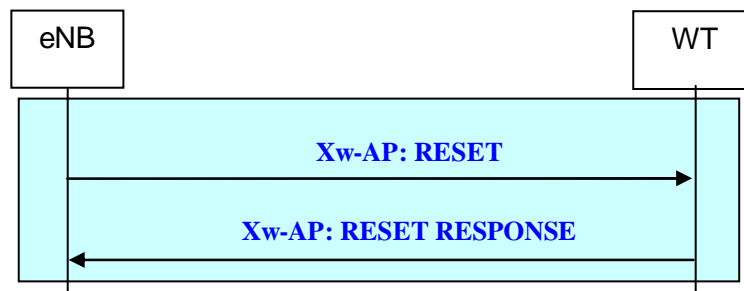 eNB
WT
Xw-AP: RESET
Xw-AP: RESET RESPONSE